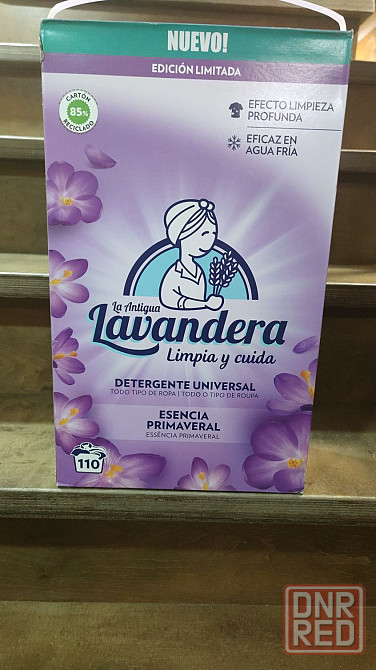 NUEVO!
EDICIÓN LIMITADA
CARTÓN
85%
RECICLADO
EFECTO LIMPIEZA
PROFUNDA
EFICAZ EN
AGUA FRÍA
La Antigua
Lavandera
Limpia y cuida
DETERGENTE UNIVERSAL
TODO TIPO DE ROPA | TODO O TIPO DE ROUPA
ESENCIA
PRIMAVERAL
ESSÊNCIA PRIMAVERAL
110
DNR
RED